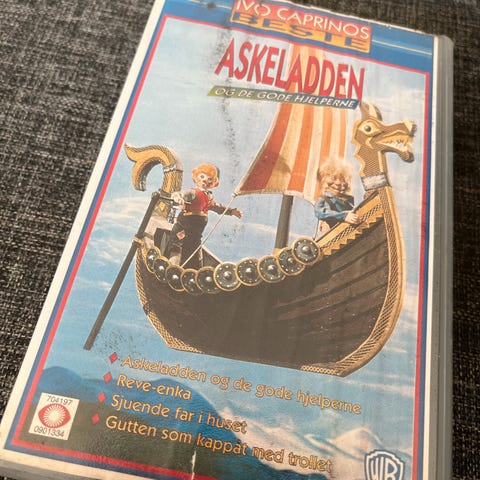 IVO CAPRINOS
BESTE
ASKELADDEN
OG DE GODE HJELPERNE
Askeladden og de gode hjelperne
Reve-enka
Sjuende far i huset
Gutten som kappåt med trollet
704197
0901334
WB